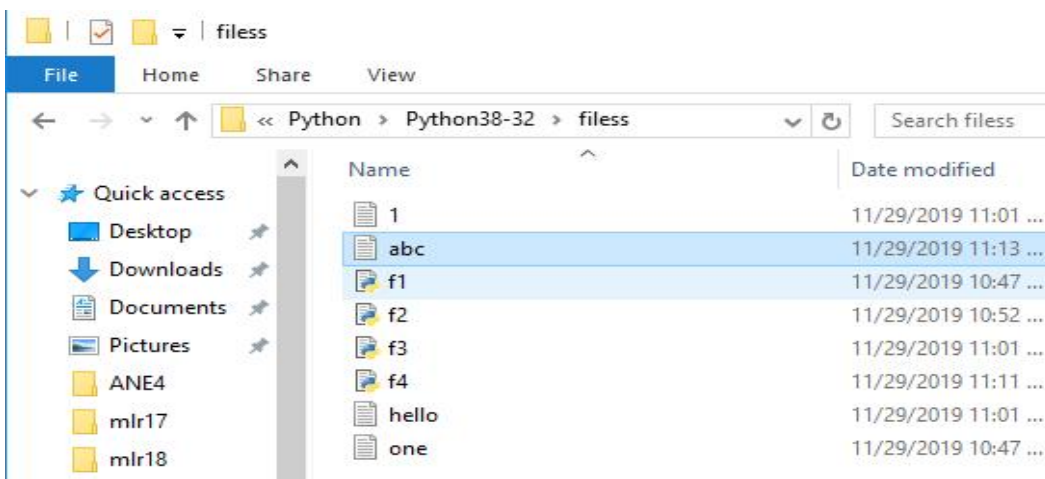 filess
File Home Share View
« Python > Python38-32 > filess Search filess
Name Date modified
Quick access
Desktop
Downloads
Documents
Pictures
ANE4
mlr17
mlr18
1 11/29/2019 11:01 ...
abc 11/29/2019 11:13 ...
f1 11/29/2019 10:47 ...
f2 11/29/2019 10:52 ...
f3 11/29/2019 11:01 ...
f4 11/29/2019 11:11 ...
hello 11/29/2019 11:01 ...
one 11/29/2019 10:47 ...